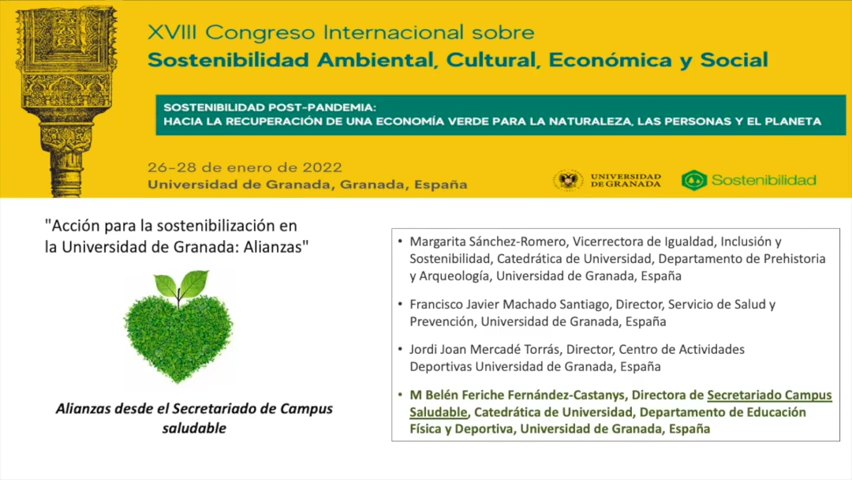 XVIII Congreso Internacional sobre
Sostenibilidad Ambiental, Cultural, Económica y Social
SOSTENIBILIDAD POST-PANDEMIA:
HACIA LA RECUPERACIÓN DE UNA ECONOMÍA VERDE PARA LA NATURALEZA, LAS PERSONAS Y EL PLANETA
26-28 de enero de 2022
Universidad de Granada, Granada, España
UNIVERSIDAD
DE GRANADA
Sostenibilidad
"Acción para la sostenibilización en
la Universidad de Granada: Alianzas"
Alianzas desde el Secretariado de Campus
saludable
• Margarita Sánchez-Romero, Vicerrectora de Igualdad, Inclusión y
Sostenibilidad, Catedrática de Universidad, Departamento de Prehistoria
y Arqueología, Universidad de Granada, España
• Francisco Javier Machado Santiago, Director, Servicio de Salud y
Prevención, Universidad de Granada, España
• Jordi Joan Mercadé Torrás, Director, Centro de Actividades
Deportivas Universidad de Granada, España
• M Belén Feriche Fernández-Castanys, Directora de Secretariado Campus
Saludable, Catedrática de Universidad, Departamento de Educación
Física y Deportiva, Universidad de Granada, España